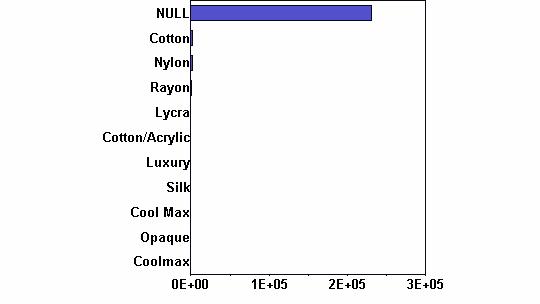 NULL
Cotton
Nylon
Rayon
Lycra
Cotton/Acrylic
Luxury
Silk
Cool Max
Opaque
Coolmax
0E+00 1E+05 2E+05 3E+05